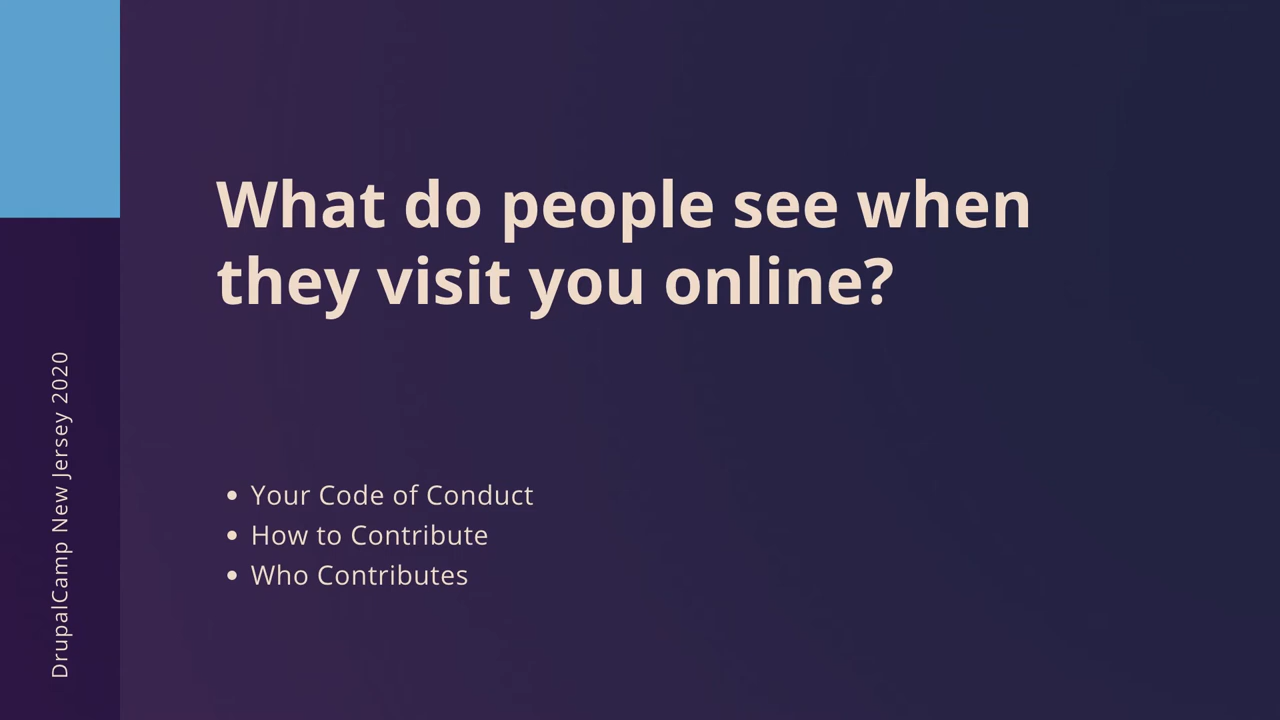 What do people see when
they visit you online?
• Your Code of Conduct
• How to Contribute
• Who Contributes
DrupalCamp New Jersey 2020